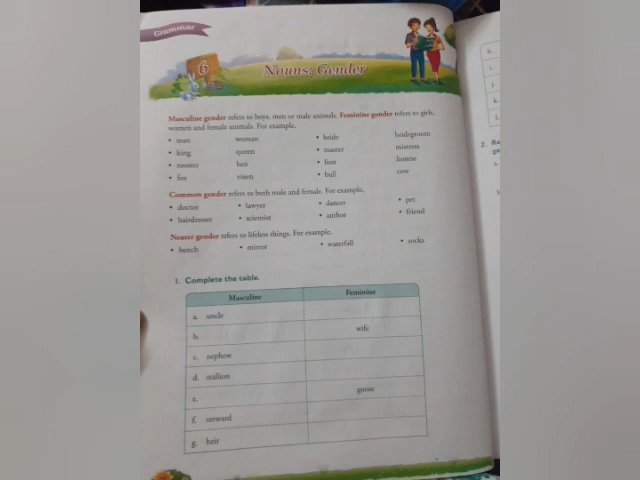 Grammar
6
Nouns: Gender
Masculine gender refers to boys, men or male animals. Feminine gender refers to girls,
women and female animals. For example,
• man woman • bride bridegroom
• king queen • master mistress
• rooster hen • lion lioness
• fox vixen • bull cow
Common gender refers to both male and female. For example,
• doctor • lawyer • dancer • pet
• hairdresser • scientist • author • friend
Neuter gender refers to lifeless things. For example,
• bench • mirror • waterfall • socks
1. Complete the table.
Masculine Feminine
a. uncle
b. wife
c. nephew
d. stallion
e. goose
f. steward
g. heir
h.
i.
j.
k.
l.
2.